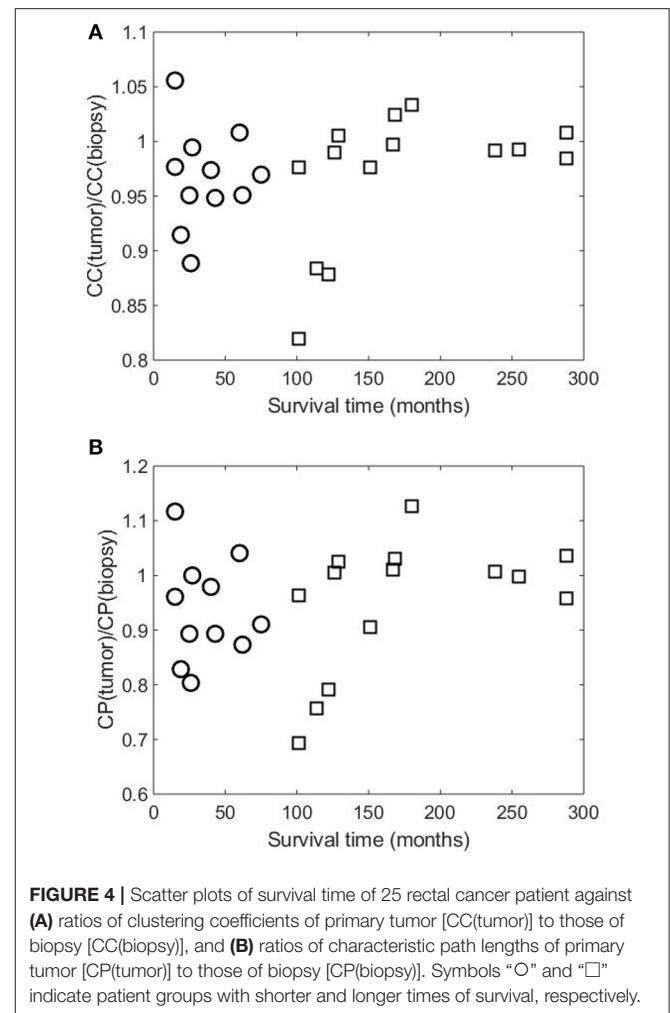 A
1.1
1.05
1
0.95
0.9
0.85
0.8
CC(tumor)/CC(biopsy)
0 50 100 150 200 250 300
Survival time (months)
B
1.2
1.1
1
0.9
0.8
0.7
0.6
CP(tumor)/CP(biopsy)
0 50 100 150 200 250 300
Survival time (months)
FIGURE 4 | Scatter plots of survival time of 25 rectal cancer patient against
(A) ratios of clustering coefficients of primary tumor [CC(tumor)] to those of
biopsy [CC(biopsy)], and (B) ratios of characteristic path lengths of primary
tumor [CP(tumor)] to those of biopsy [CP(biopsy)]. Symbols “○” and “□”
indicate patient groups with shorter and longer times of survival, respectively.